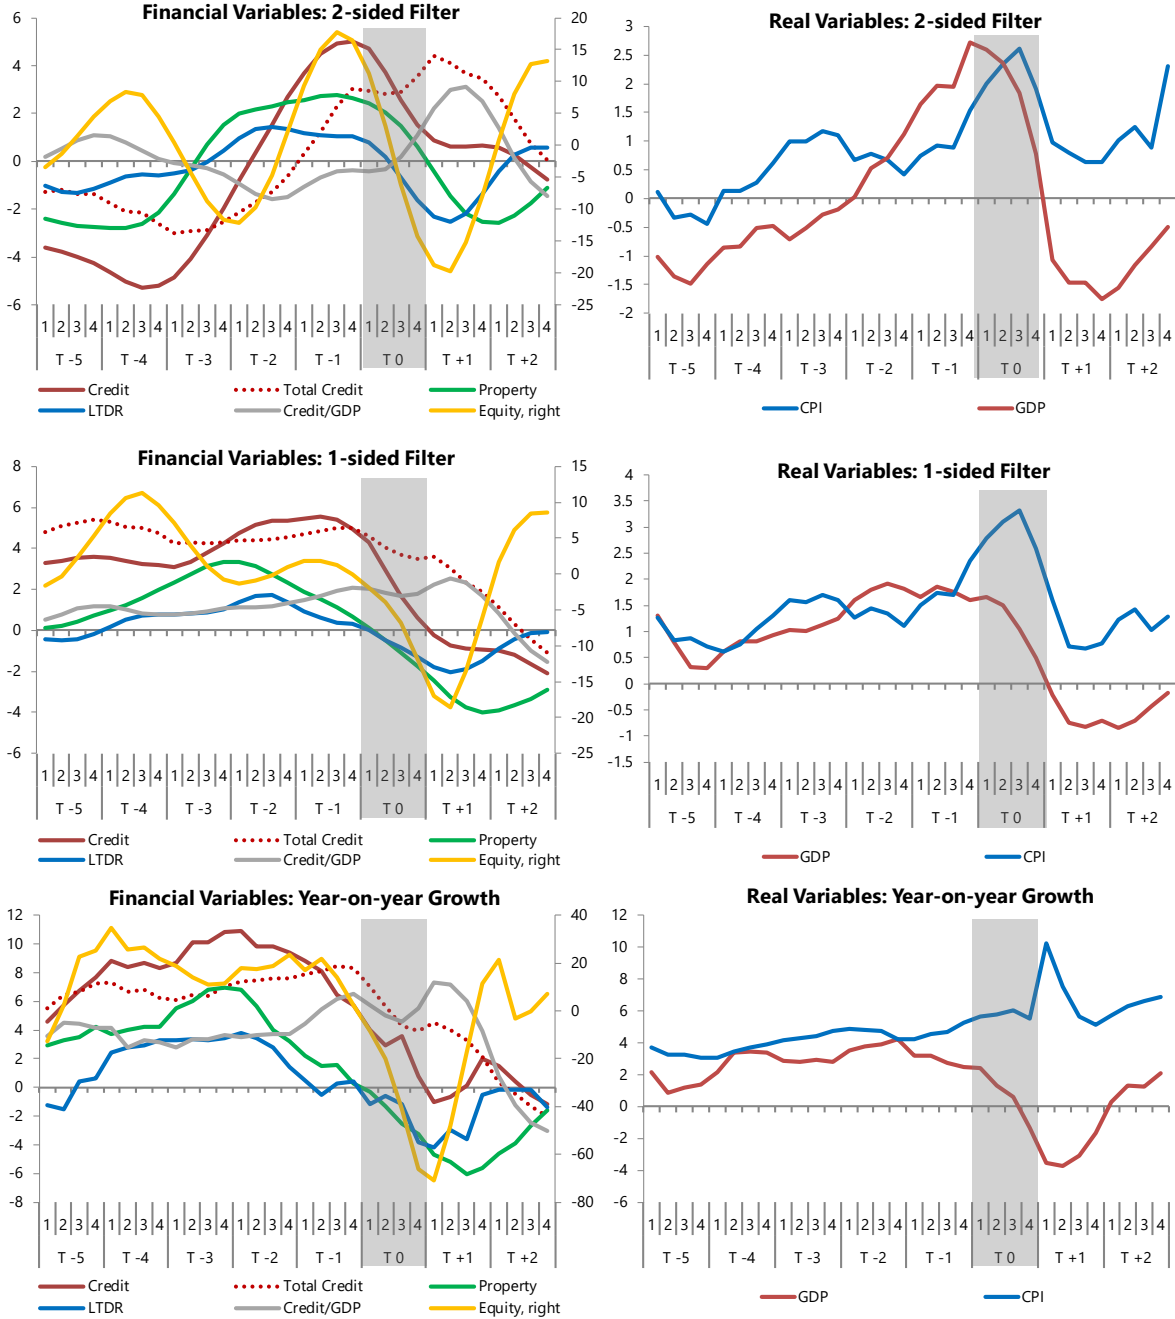 Financial Variables: 2-sided Filter
6 4 2 0 -2 -4 -6
20 15 10 5 0 -5 -10 -15 -20 -25
1 2 3 4 1 2 3 4 1 2 3 4 1 2 3 4 1 2 3 4 1 2 3 4 1 2 3 4 1 2 3 4
T -5 T -4 T -3 T -2 T -1 T 0 T +1 T +2
Credit Total Credit Property
LTDR Credit/GDP Equity, right
Real Variables: 2-sided Filter
3 2.5 2 1.5 1 0.5 0 -0.5 -1 -1.5 -2
1 2 3 4 1 2 3 4 1 2 3 4 1 2 3 4 1 2 3 4 1 2 3 4 1 2 3 4 1 2 3 4
T -5 T -4 T -3 T -2 T -1 T 0 T +1 T +2
CPI GDP
Financial Variables: 1-sided Filter
8 6 4 2 0 -2 -4 -6
15 10 5 0 -5 -10 -15 -20 -25
1 2 3 4 1 2 3 4 1 2 3 4 1 2 3 4 1 2 3 4 1 2 3 4 1 2 3 4 1 2 3 4
T -5 T -4 T -3 T -2 T -1 T 0 T +1 T +2
Credit Total Credit Property
LTDR Credit/GDP Equity, right
Real Variables: 1-sided Filter
4 3.5 3 2.5 2 1.5 1 0.5 0 -0.5 -1 -1.5
1 2 3 4 1 2 3 4 1 2 3 4 1 2 3 4 1 2 3 4 1 2 3 4 1 2 3 4 1 2 3 4
T -5 T -4 T -3 T -2 T -1 T 0 T +1 T +2
GDP CPI
Financial Variables: Year-on-year Growth
12 10 8 6 4 2 0 -2 -4 -6 -8
40 20 0 -20 -40 -60 -80
1 2 3 4 1 2 3 4 1 2 3 4 1 2 3 4 1 2 3 4 1 2 3 4 1 2 3 4 1 2 3 4
T -5 T -4 T -3 T -2 T -1 T 0 T +1 T +2
Credit Total Credit Property
LTDR Credit/GDP Equity, right
Real Variables: Year-on-year Growth
12 10 8 6 4 2 0 -2 -4 -6
1 2 3 4 1 2 3 4 1 2 3 4 1 2 3 4 1 2 3 4 1 2 3 4 1 2 3 4 1 2 3 4
T -5 T -4 T -3 T -2 T -1 T 0 T +1 T +2
GDP CPI